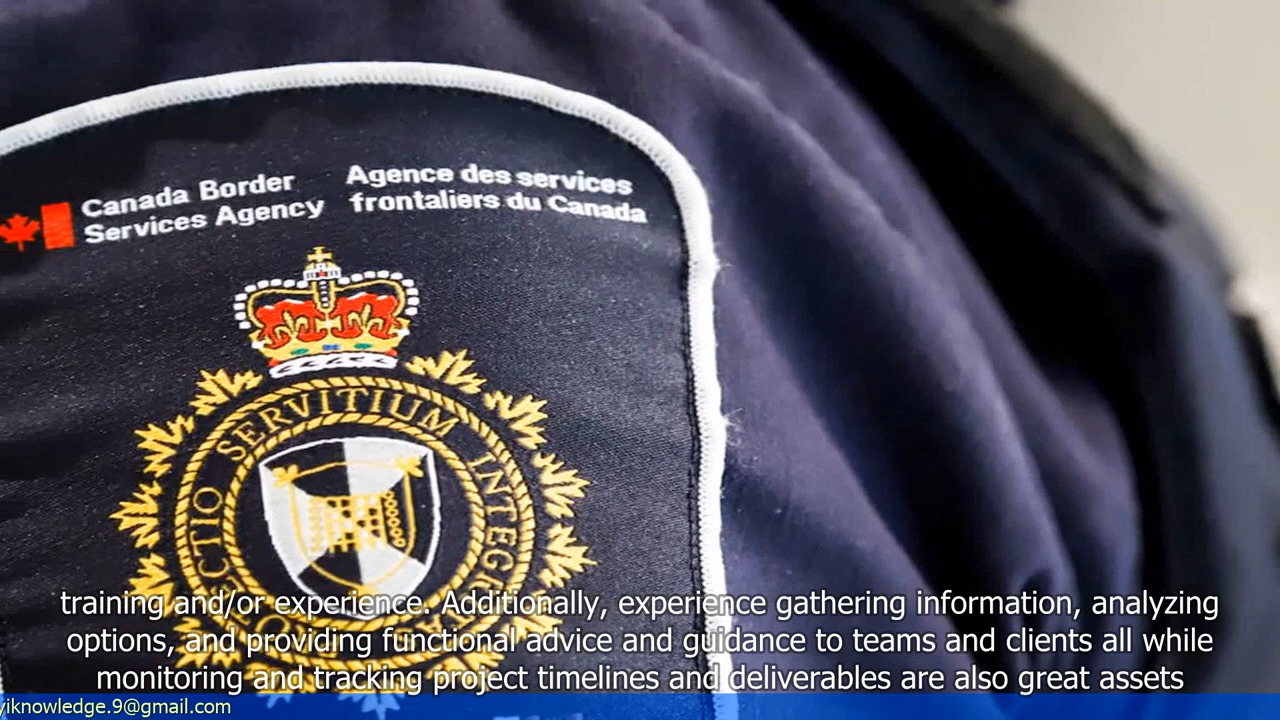 Canada Border
Services Agency
Agence des services
frontaliers du Canada
SERVITIUM
training and/or experience. Additionally, experience gathering information, analyzing
options, and providing functional advice and guidance to teams and clients all while
monitoring and tracking project timelines and deliverables are also great assets
yiknowledge.9@gmail.com